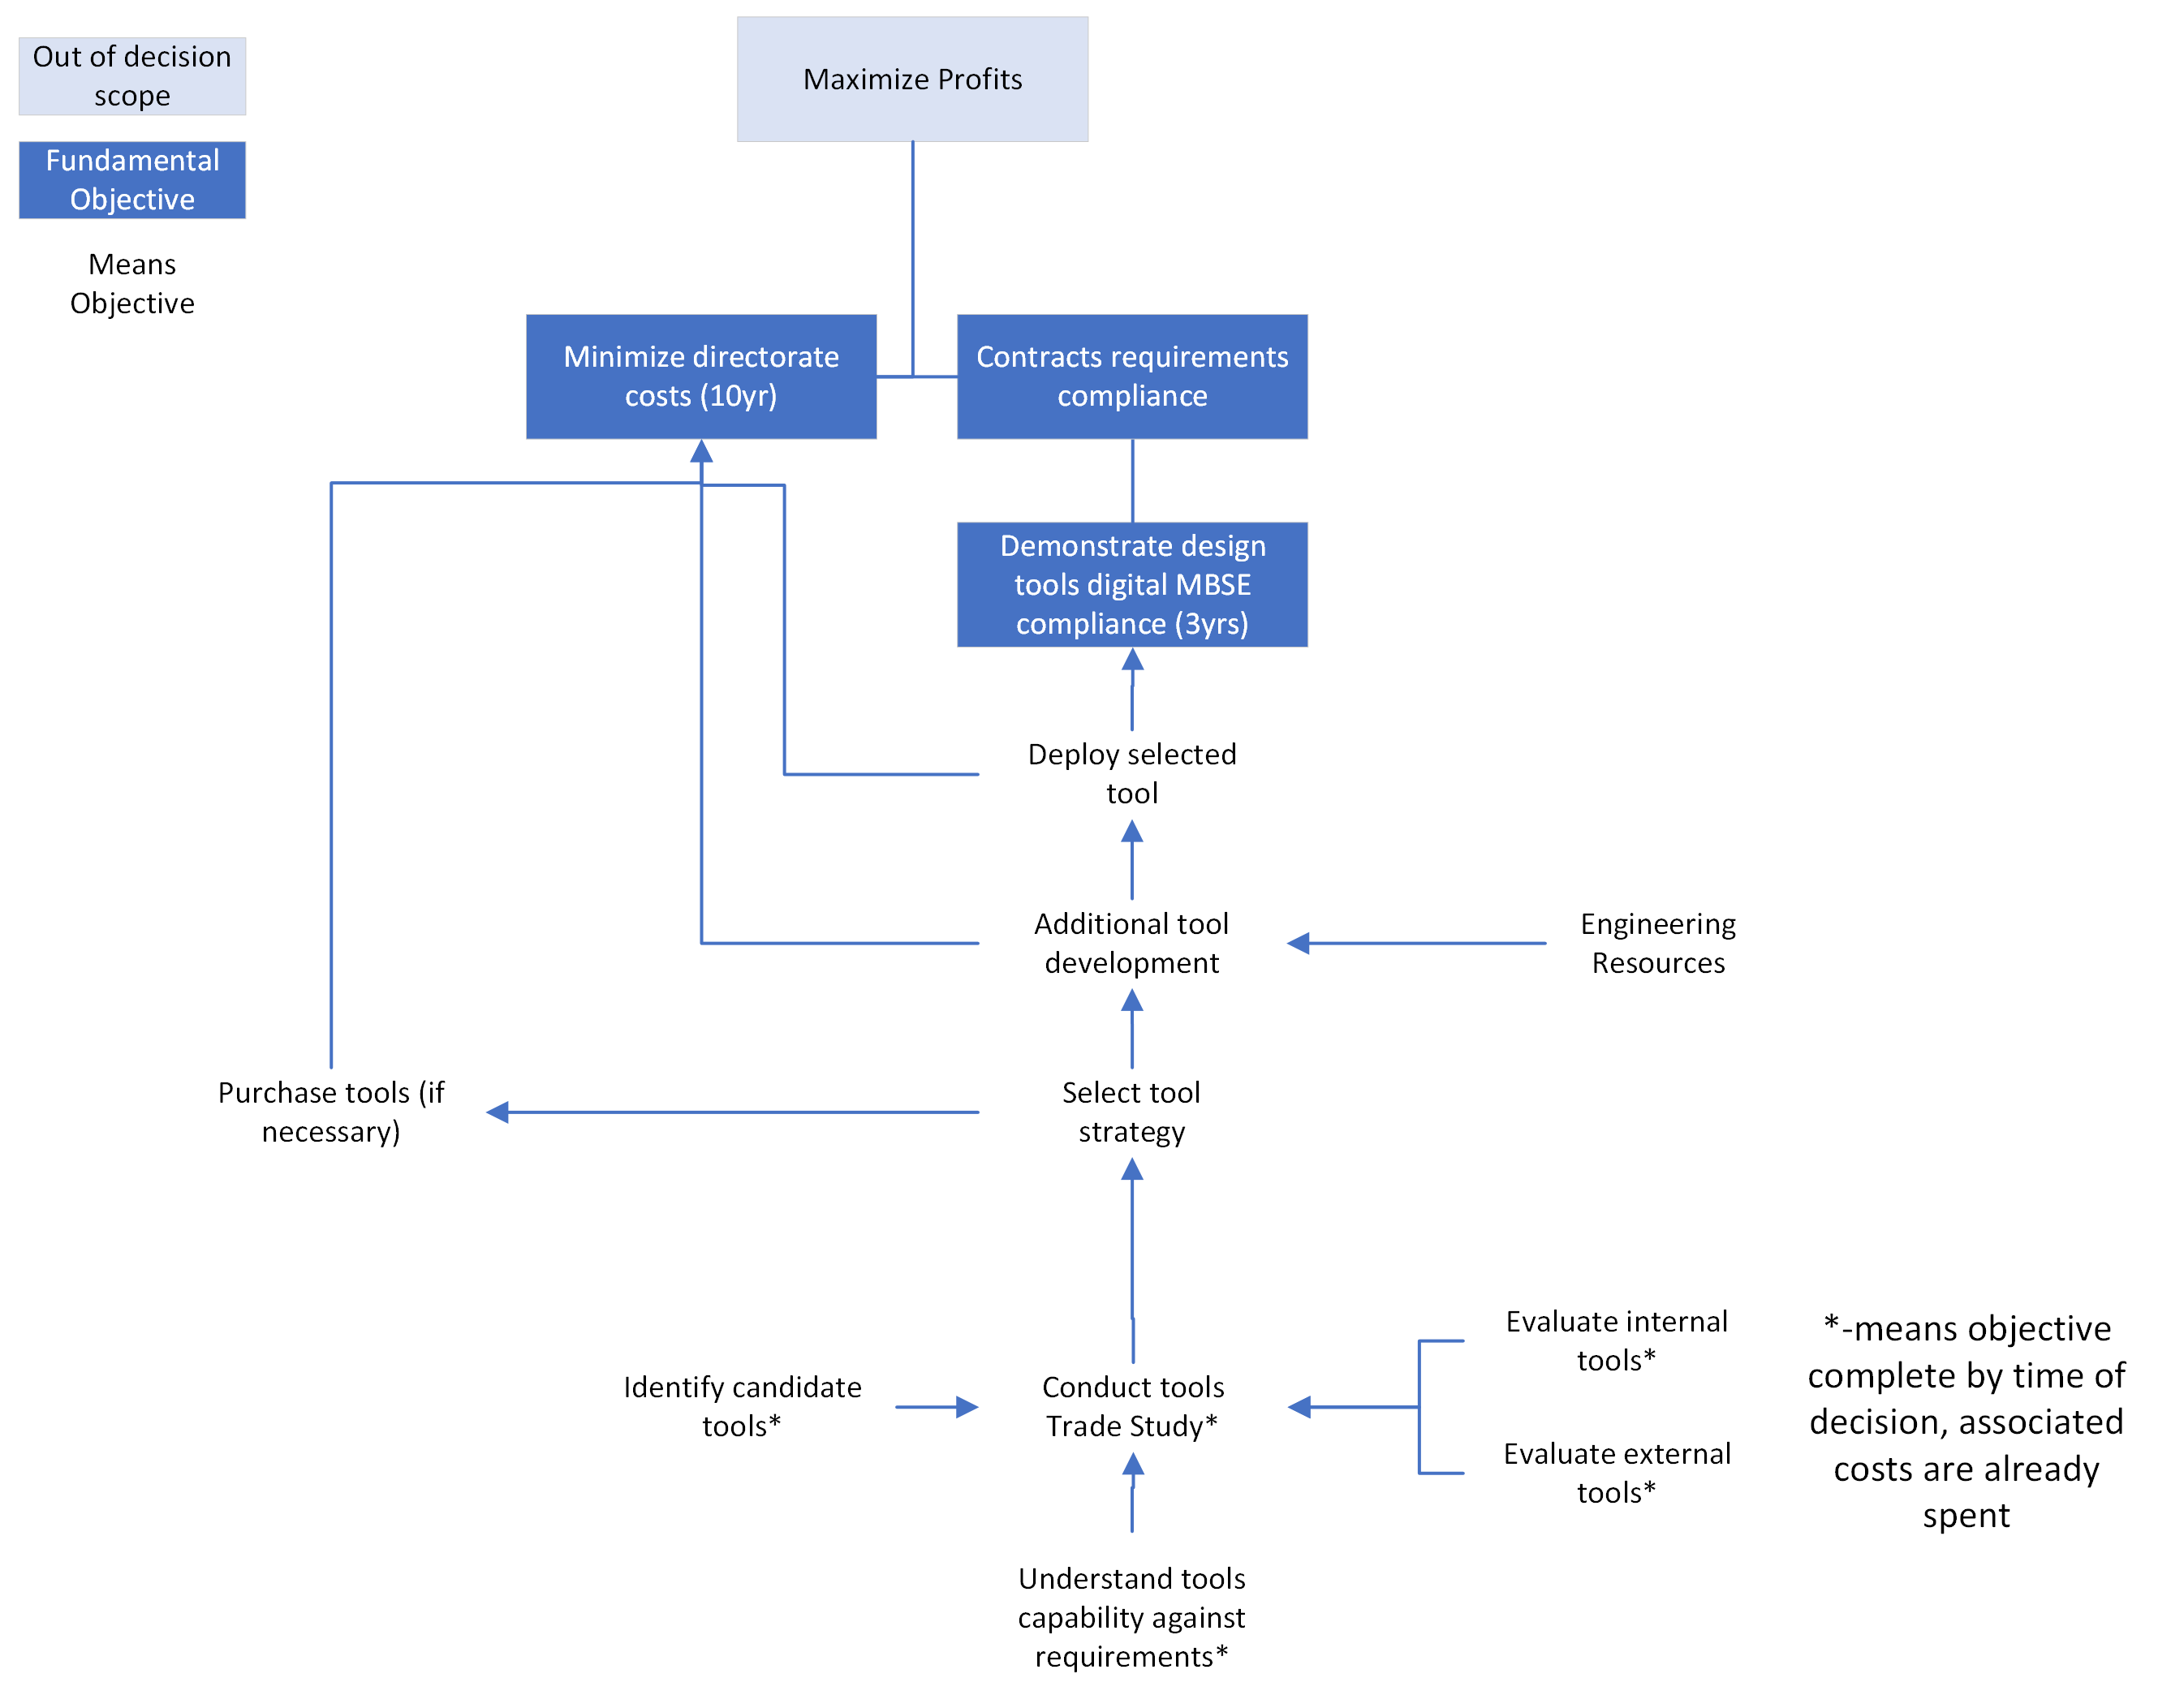 Out of decision
scope
Fundamental
Objective
Means
Objective
Maximize Profits
Minimize directorate
costs (10yr)
Contracts requirements
compliance
Demonstrate design
tools digital MBSE
compliance (3yrs)
Deploy selected
tool
Additional tool
development
Engineering
Resources
Purchase tools (if
necessary)
Select tool
strategy
Identify candidate
tools*
Conduct tools
Trade Study*
Evaluate internal
tools*
Evaluate external
tools*
*-means objective
complete by time of
decision, associated
costs are already
spent
Understand tools
capability against
requirements*